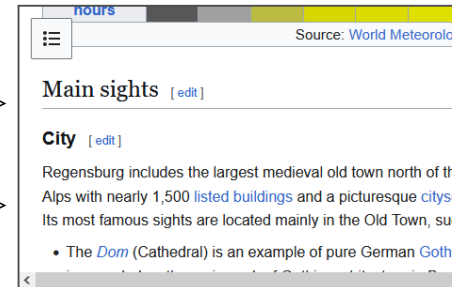 hours
Source: World Meteorolo
Main sights [edit]
City [edit]
Regensburg includes the largest medieval old town north of th
Alps with nearly 1,500 listed buildings and a picturesque citys
Its most famous sights are located mainly in the Old Town, su
• The Dom (Cathedral) is an example of pure German Goth